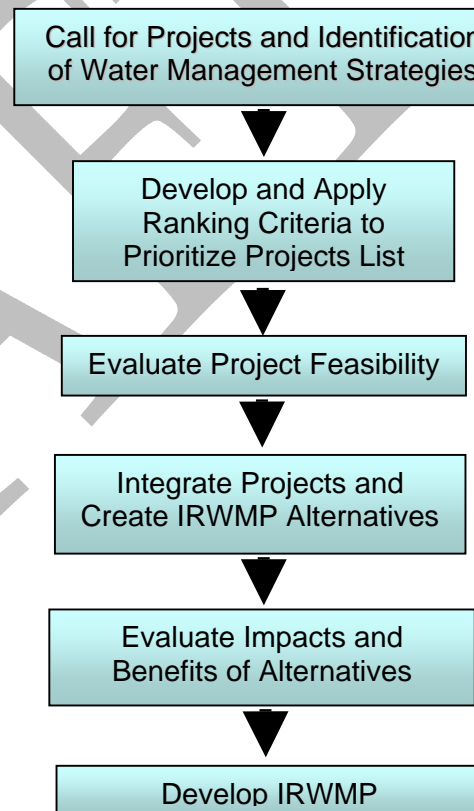 Call for Projects and Identification
of Water Management Strategies
Develop and Apply
Ranking Criteria to
Prioritize Projects List
Evaluate Project Feasibility
Integrate Projects and
Create IRWMP Alternatives
Evaluate Impacts and
Benefits of Alternatives
Develop IRWMP